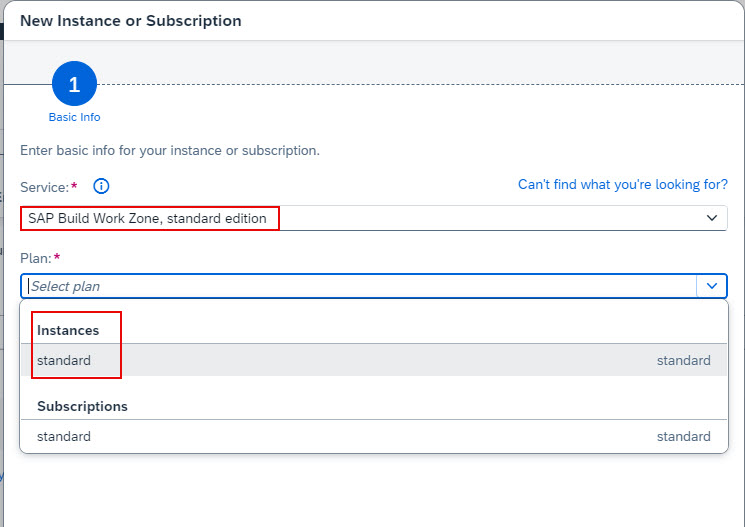 New Instance or Subscription
1
Basic Info
Enter basic info for your instance or subscription.
Service:*
Can't find what you're looking for?
SAP Build Work Zone, standard edition
Plan:*
Select plan
Instances
standard standard
Subscriptions
standard standard